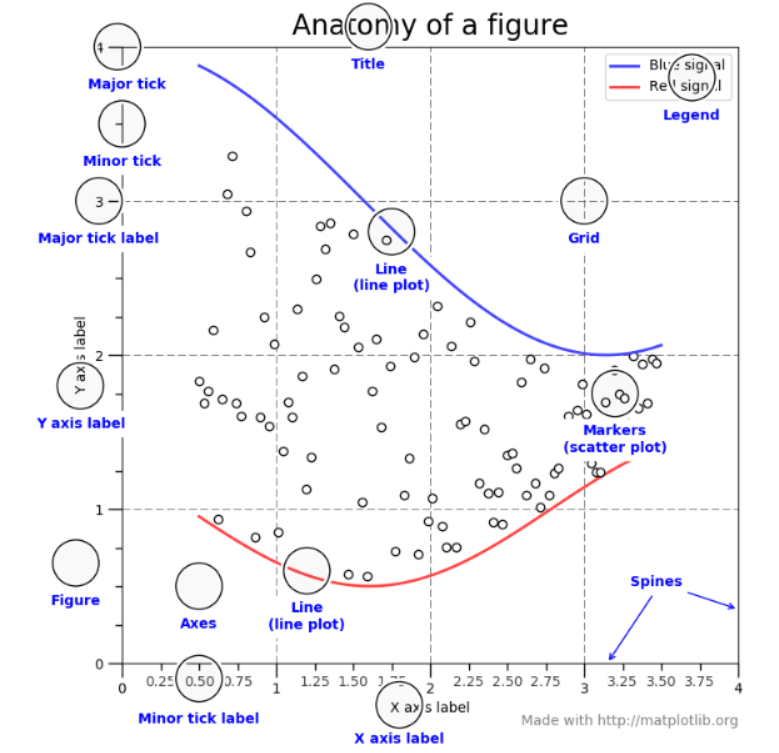 Anatomy of a figure
4
Blue signal
Red signal
Title
Major tick
Legend
Minor tick
3
Major tick label
Grid
Line
(line plot)
Y axis label
2
Y axis label
Markers
(scatter plot)
1
Spines
Figure
Axes
Line
(line plot)
0
0 0.25 0.50 0.75 1 1.25 1.50 1.75 2 2.25 2.50 2.75 3 3.25 3.50 3.75 4
X axis label
Minor tick label
Made with http://matplotlib.org
X axis label